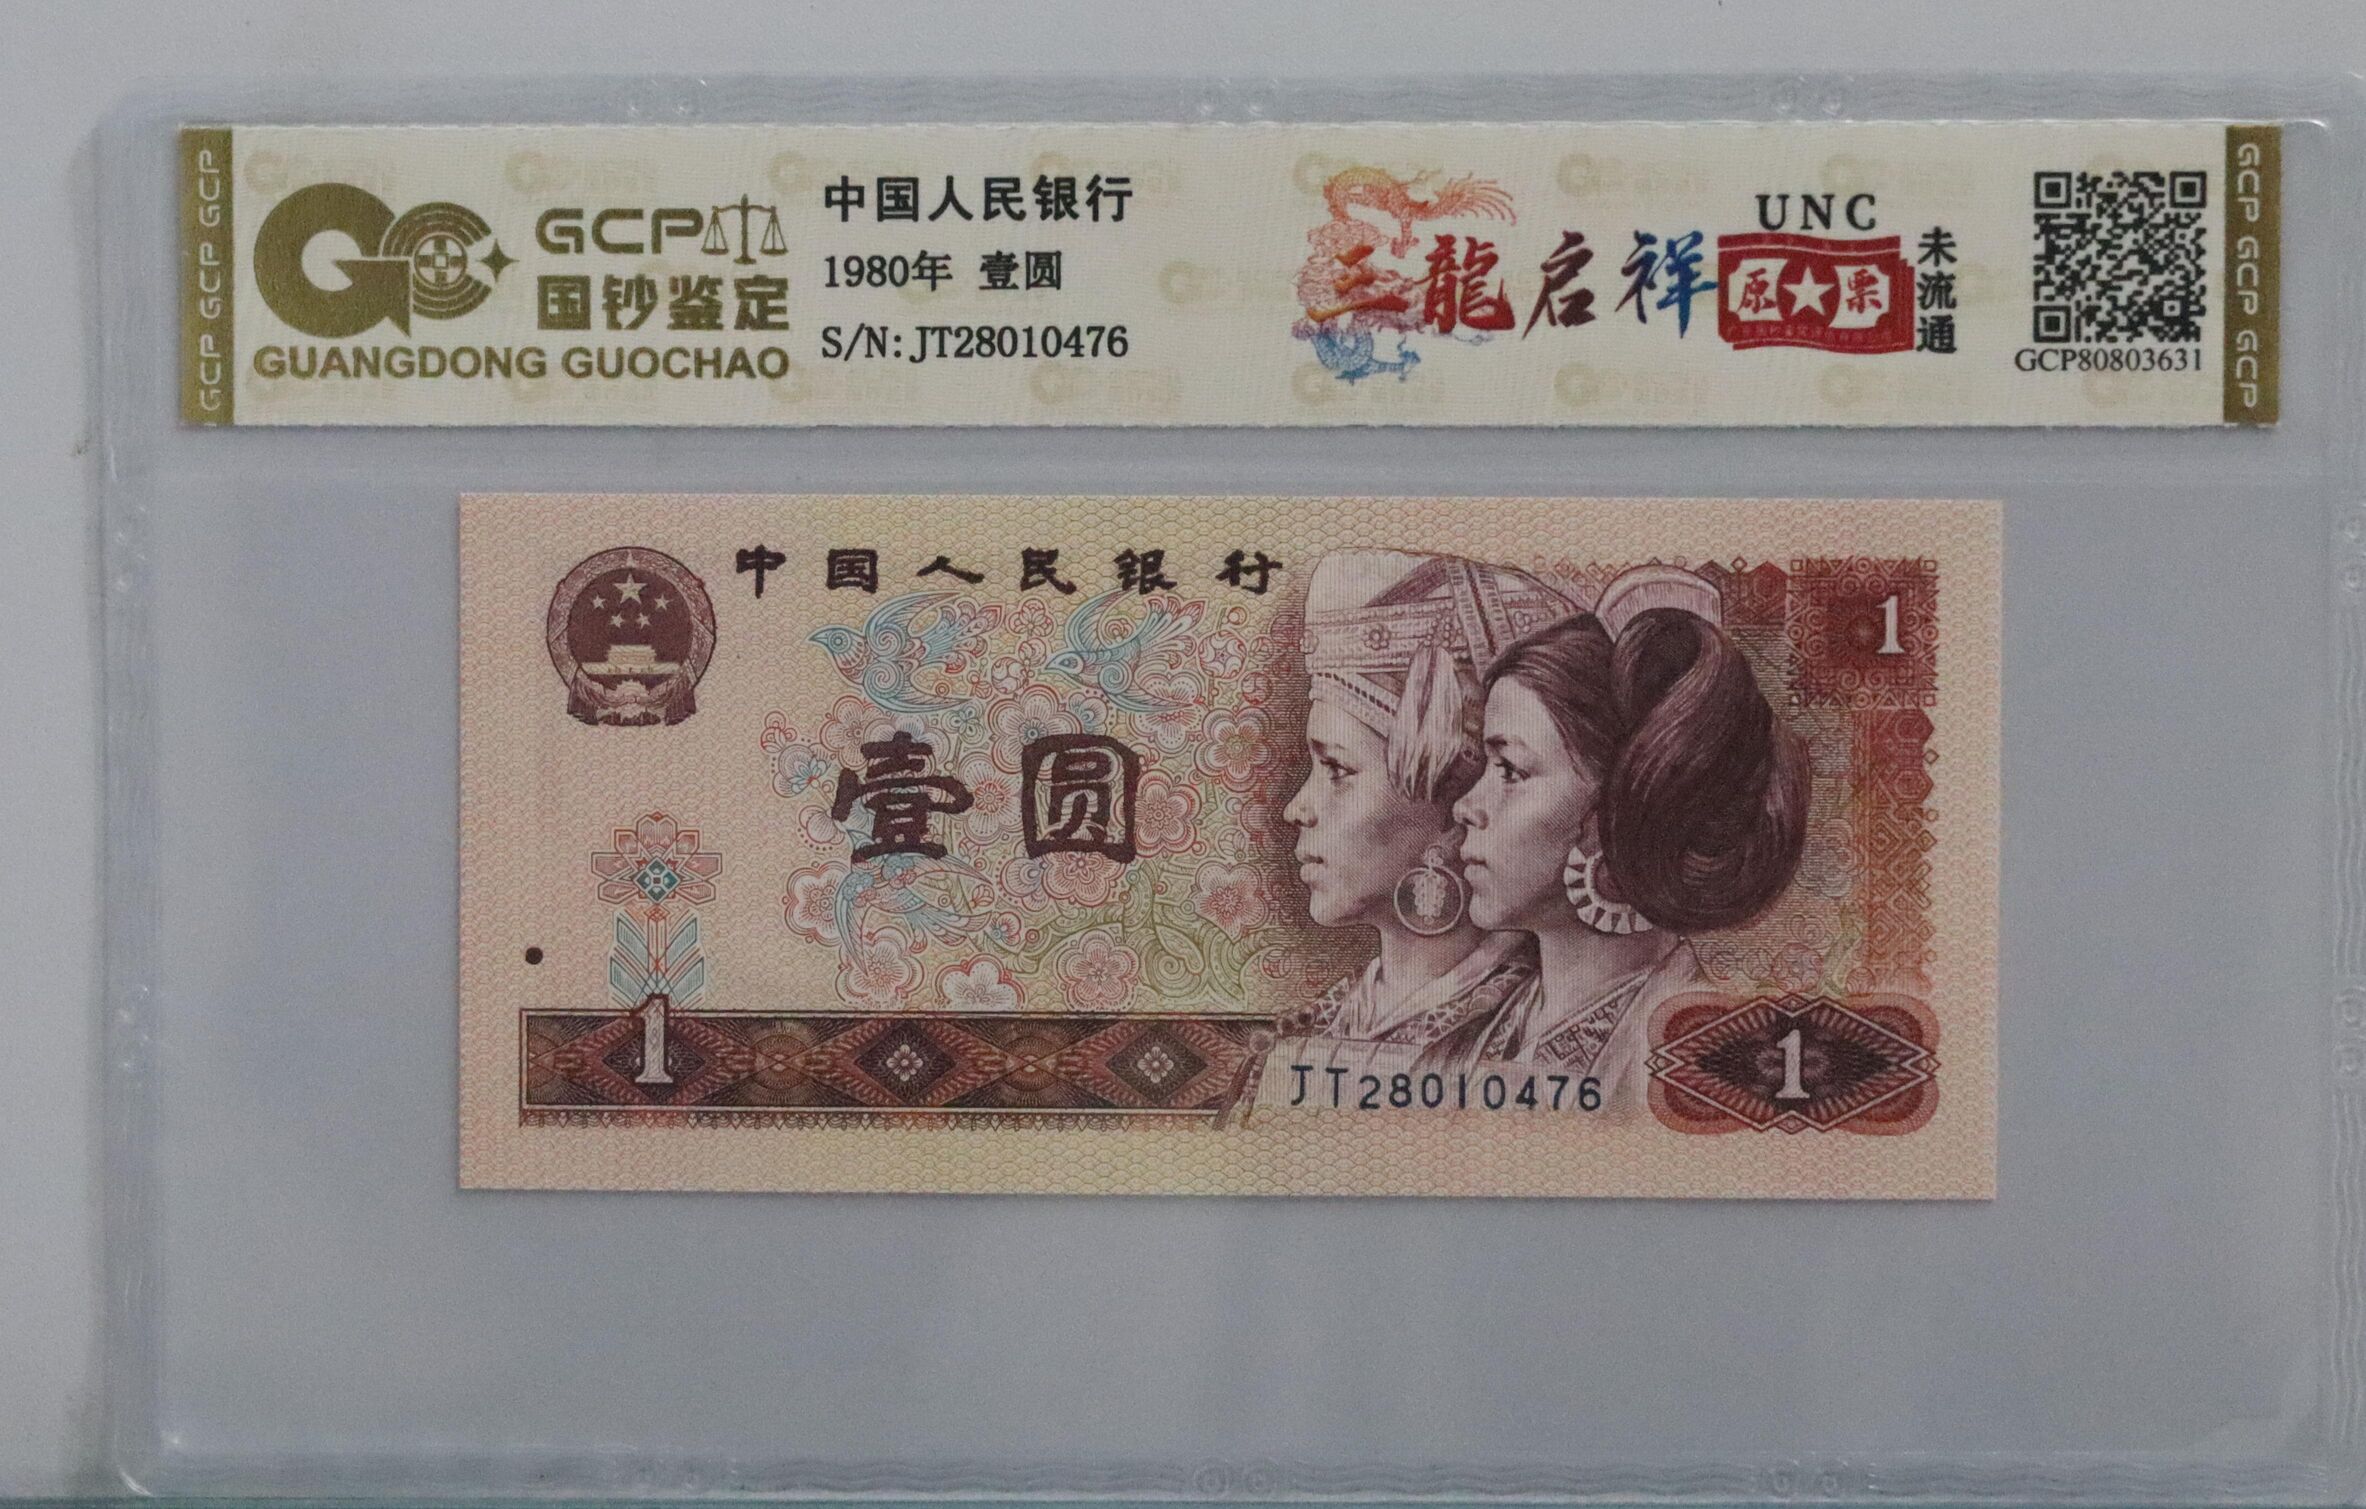 GCP GCP GCP
GCP
国钞鉴定
GUANGDONG GUOCHAO
中国人民银行
1980年 壹圆
S/N: JT28010476
三龍启祥
UNC
原★票
未流通
GCP80803631
GCP GCP GCP
中国人民银行
1
壹圆
1
JT28010476
1